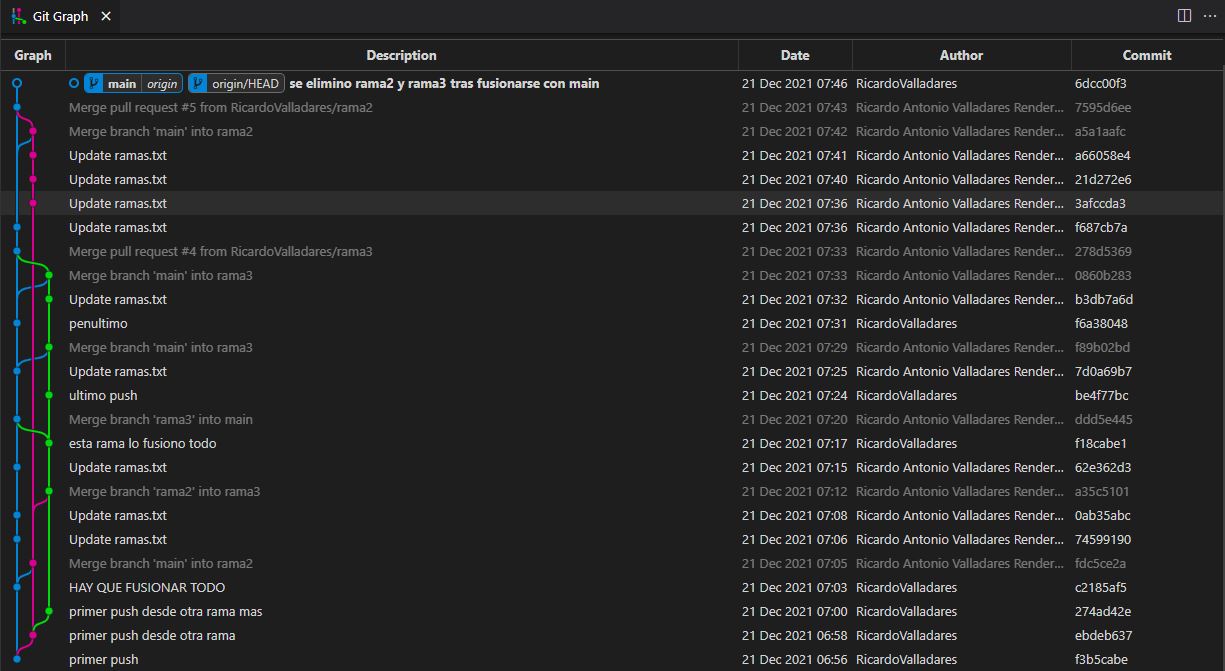 Git Graph
Graph Description Date Author Commit
main origin origin/HEAD se elimino rama2 y rama3 tras fusionarse con main 21 Dec 2021 07:46 RicardoValladares 6dcc00f3
Merge pull request #5 from RicardoValladares/rama2 21 Dec 2021 07:43 Ricardo Antonio Valladares Render... 7595d6ee
Merge branch 'main' into rama2 21 Dec 2021 07:42 Ricardo Antonio Valladares Render... a5a1aafc
Update ramas.txt 21 Dec 2021 07:41 Ricardo Antonio Valladares Render... a66058e4
Update ramas.txt 21 Dec 2021 07:40 Ricardo Antonio Valladares Render... 21d272e6
Update ramas.txt 21 Dec 2021 07:36 Ricardo Antonio Valladares Render... 3afccda3
Update ramas.txt 21 Dec 2021 07:36 Ricardo Antonio Valladares Render... f687cb7a
Merge pull request #4 from RicardoValladares/rama3 21 Dec 2021 07:33 Ricardo Antonio Valladares Render... 278d5369
Merge branch 'main' into rama3 21 Dec 2021 07:33 Ricardo Antonio Valladares Render... 0860b283
Update ramas.txt 21 Dec 2021 07:32 Ricardo Antonio Valladares Render... b3db7a6d
penultimo 21 Dec 2021 07:31 RicardoValladares f6a38048
Merge branch 'main' into rama3 21 Dec 2021 07:29 Ricardo Antonio Valladares Render... f89b02bd
Update ramas.txt 21 Dec 2021 07:25 Ricardo Antonio Valladares Render... 7d0a69b7
ultimo push 21 Dec 2021 07:24 RicardoValladares be4f77bc
Merge branch 'rama3' into main 21 Dec 2021 07:20 Ricardo Antonio Valladares Render... ddd5e445
esta rama lo fusiono todo 21 Dec 2021 07:17 RicardoValladares f18cabe1
Update ramas.txt 21 Dec 2021 07:15 Ricardo Antonio Valladares Render... 62e362d3
Merge branch 'rama2' into rama3 21 Dec 2021 07:12 Ricardo Antonio Valladares Render... a35c5101
Update ramas.txt 21 Dec 2021 07:08 Ricardo Antonio Valladares Render... 0ab35abc
Update ramas.txt 21 Dec 2021 07:06 Ricardo Antonio Valladares Render... 74599190
Merge branch 'main' into rama2 21 Dec 2021 07:05 Ricardo Antonio Valladares Render... fdc5ce2a
HAY QUE FUSIONAR TODO 21 Dec 2021 07:03 RicardoValladares c2185af5
primer push desde otra rama mas 21 Dec 2021 07:00 RicardoValladares 274ad42e
primer push desde otra rama 21 Dec 2021 06:58 RicardoValladares ebdeb637
primer push 21 Dec 2021 06:56 RicardoValladares f3b5cabe